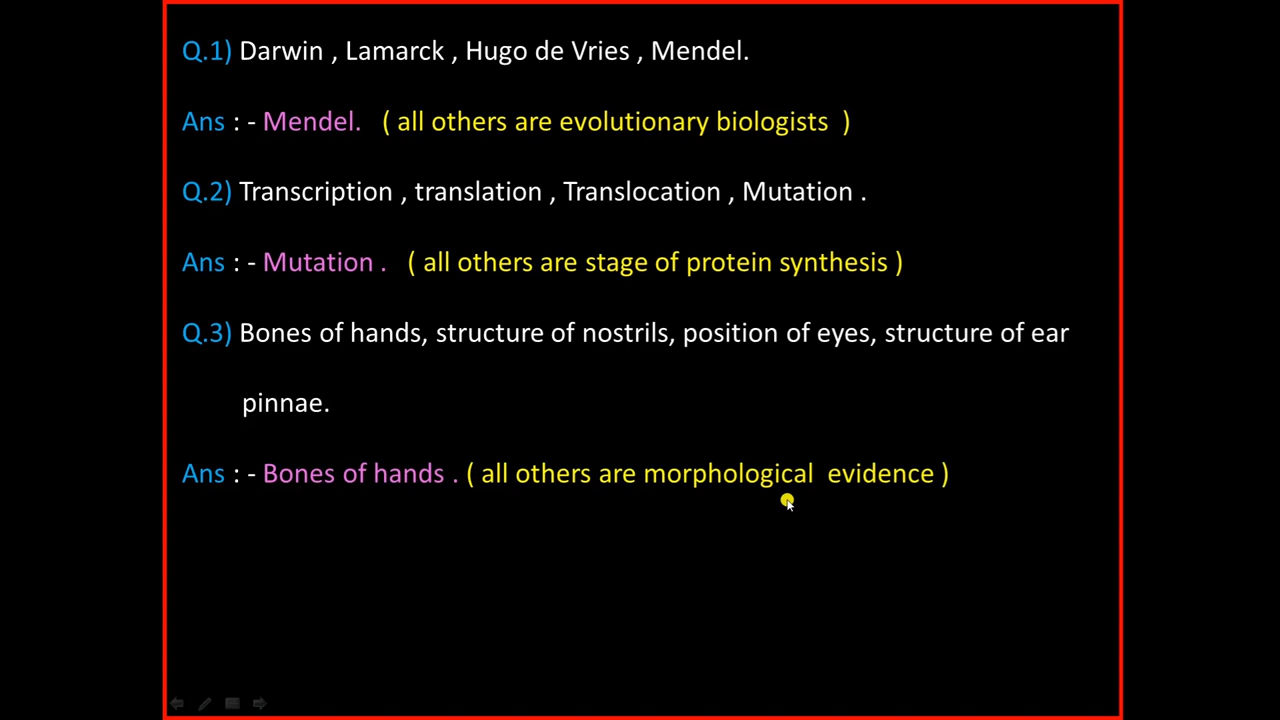 Q.1) Darwin , Lamarck , Hugo de Vries , Mendel.
Ans : - Mendel. ( all others are evolutionary biologists )
Q.2) Transcription , translation , Translocation , Mutation .
Ans : - Mutation . ( all others are stage of protein synthesis )
Q.3) Bones of hands, structure of nostrils, position of eyes, structure of ear
pinnae.
Ans : - Bones of hands . ( all others are morphological evidence )